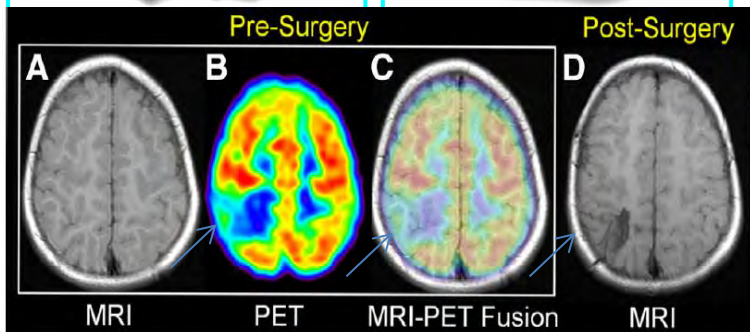 Pre-Surgery
Post-Surgery
A
B
C
D
MRI
PET
MRI-PET Fusion
MRI